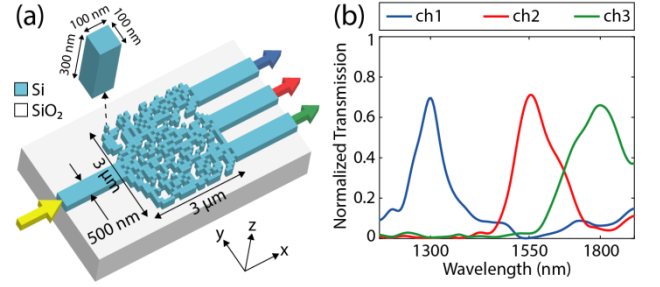 (a)
100 nm
100 nm
300 nm
Si
SiO₂
3 μm
3 μm
500 nm
y
z
x
(b)
ch1
ch2
ch3
Normalized Transmission
1
0.8
0.6
0.4
0.2
0
1300
1550
1800
Wavelength (nm)